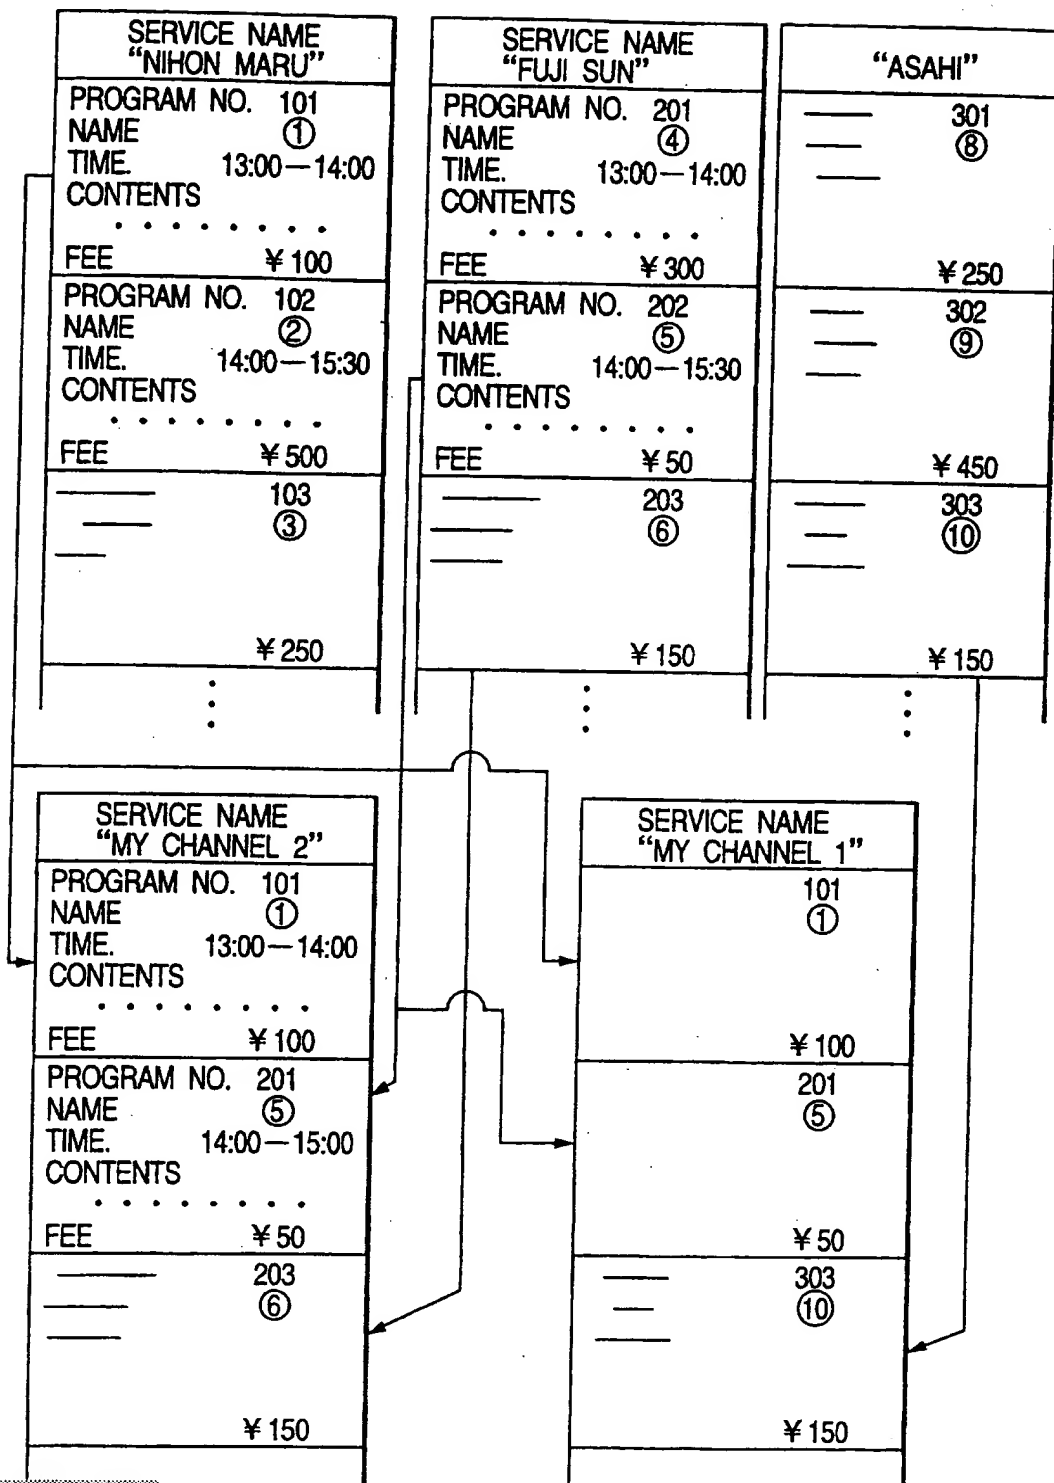 SERVICE NAME
"NIHON MARU"
PROGRAM NO. 101
NAME ①
TIME. 13:00—14:00
CONTENTS
FEE ¥100
PROGRAM NO. 102
NAME ②
TIME. 14:00—15:30
CONTENTS
FEE ¥500
103
③
¥250
SERVICE NAME
"FUJI SUN"
PROGRAM NO. 201
NAME ④
TIME. 13:00—14:00
CONTENTS
FEE ¥300
PROGRAM NO. 202
NAME ⑤
TIME. 14:00—15:30
CONTENTS
FEE ¥50
203
⑥
¥150
"ASAHI"
301
⑧
¥250
302
⑨
¥450
303
⑩
¥150
SERVICE NAME
"MY CHANNEL 2"
PROGRAM NO. 101
NAME ①
TIME. 13:00—14:00
CONTENTS
FEE ¥100
PROGRAM NO. 201
NAME ⑤
TIME. 14:00—15:00
CONTENTS
FEE ¥50
203
⑥
¥150
SERVICE NAME
"MY CHANNEL 1"
101
①
¥100
201
⑤
¥50
303
⑩
¥150